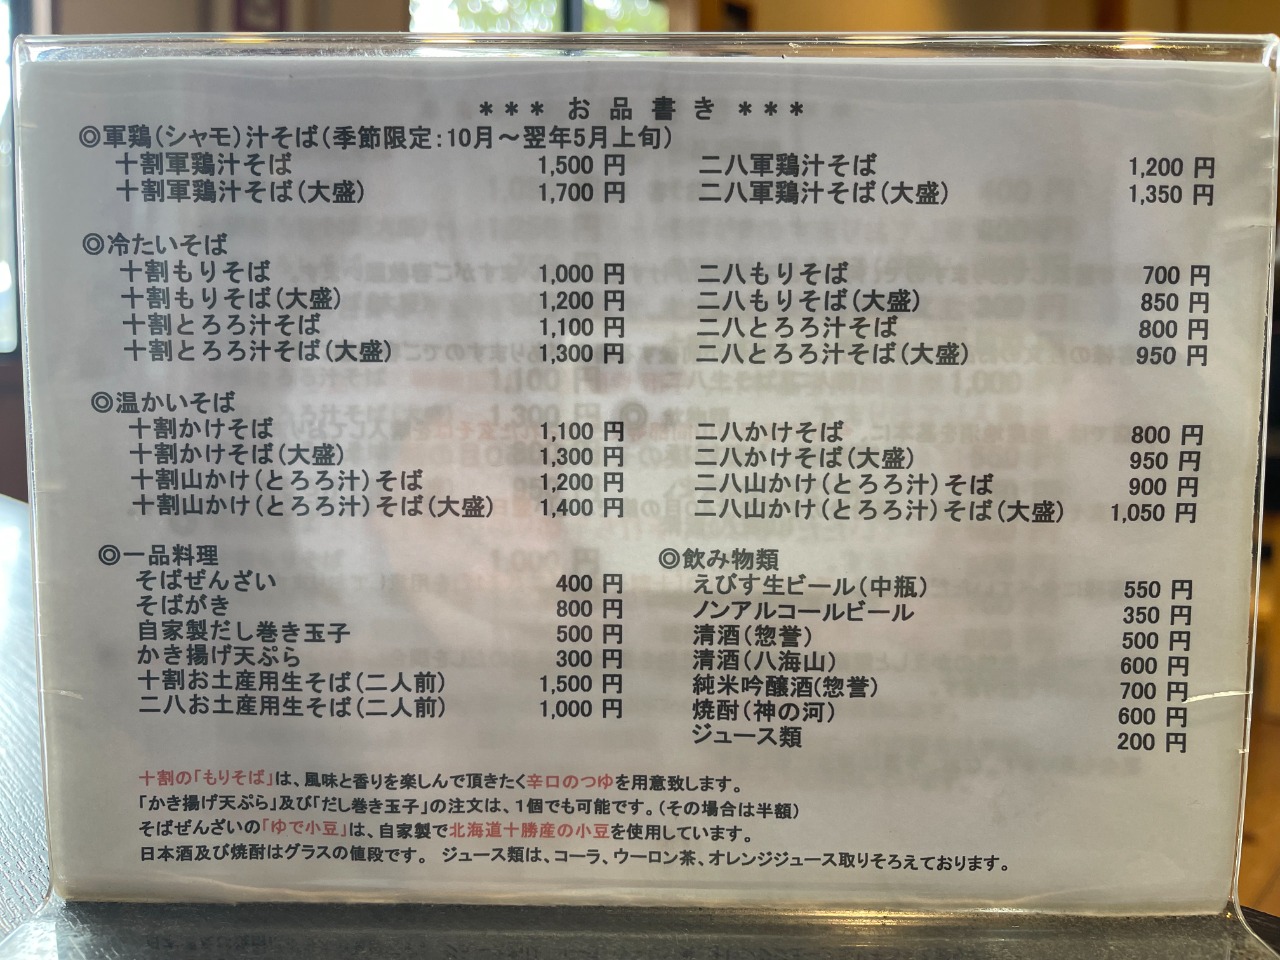 ＊＊＊ お 品 書 き ＊＊＊
◎軍鶏（シャモ）汁そば（季節限定：10月～翌年5月上旬）
十割軍鶏汁そば 1,500 円 二八軍鶏汁そば 1,200 円
十割軍鶏汁そば（大盛） 1,700 円 二八軍鶏汁そば（大盛） 1,350 円
◎冷たいそば
十割もりそば 1,000 円 二八もりそば 700 円
十割もりそば（大盛） 1,200 円 二八もりそば（大盛） 850 円
十割とろろ汁そば 1,100 円 二八とろろ汁そば 800 円
十割とろろ汁そば（大盛） 1,300 円 二八とろろ汁そば（大盛） 950 円
◎温かいそば
十割かけそば 1,100 円 二八かけそば 800 円
十割かけそば（大盛） 1,300 円 二八かけそば（大盛） 950 円
十割山かけ（とろろ汁）そば 1,200 円 二八山かけ（とろろ汁）そば 900 円
十割山かけ（とろろ汁）そば（大盛） 1,400 円 二八山かけ（とろろ汁）そば（大盛） 1,050 円
◎一品料理
そばぜんざい 400 円
そばがき 800 円
自家製だし巻き玉子 500 円
かき揚げ天ぷら 300 円
十割お土産用生そば（二人前） 1,500 円
二八お土産用生そば（二人前） 1,000 円
◎飲み物類
えびす生ビール（中瓶） 550 円
ノンアルコールビール 350 円
清酒（惣誉） 500 円
清酒（八海山） 600 円
純米吟醸酒（惣誉） 700 円
焼酎（神の河） 600 円
ジュース類 200 円
十割の「もりそば」は、風味と香りを楽しんで頂きたく辛口のつゆを用意致します。
「かき揚げ天ぷら」及び「だし巻き玉子」の注文は、１個でも可能です。（その場合は半額）
そばぜんざいの「ゆで小豆」は、自家製で北海道十勝産の小豆を使用しています。
日本酒及び焼酎はグラスの値段です。 ジュース類は、コーラ、ウーロン茶、オレンジジュース取りそろえております。